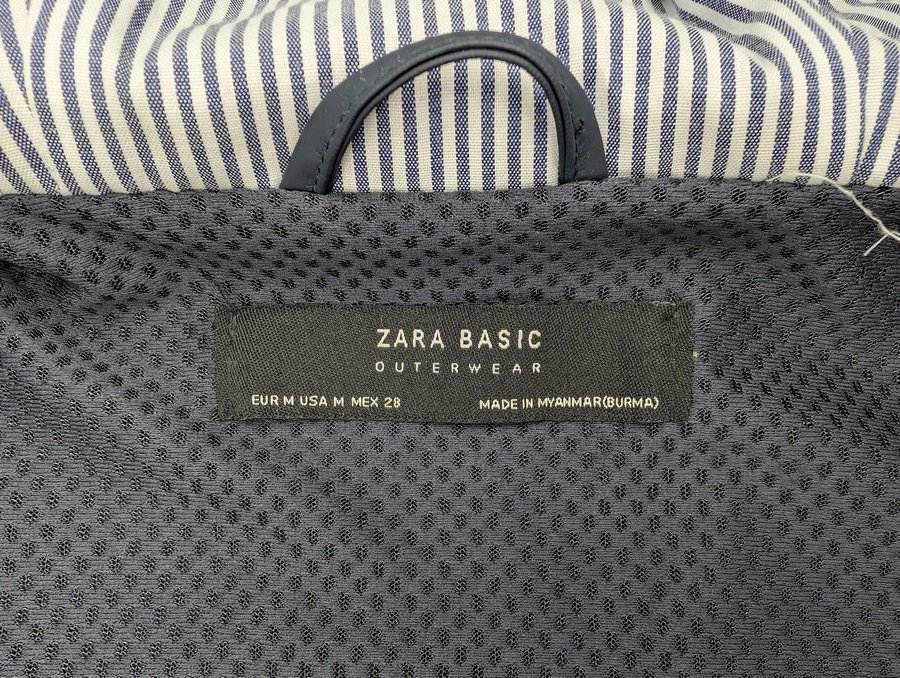 ZARA BASIC
OUTERWEAR
EUR M USA M MEX 28 MADE IN MYANMAR(BURMA)